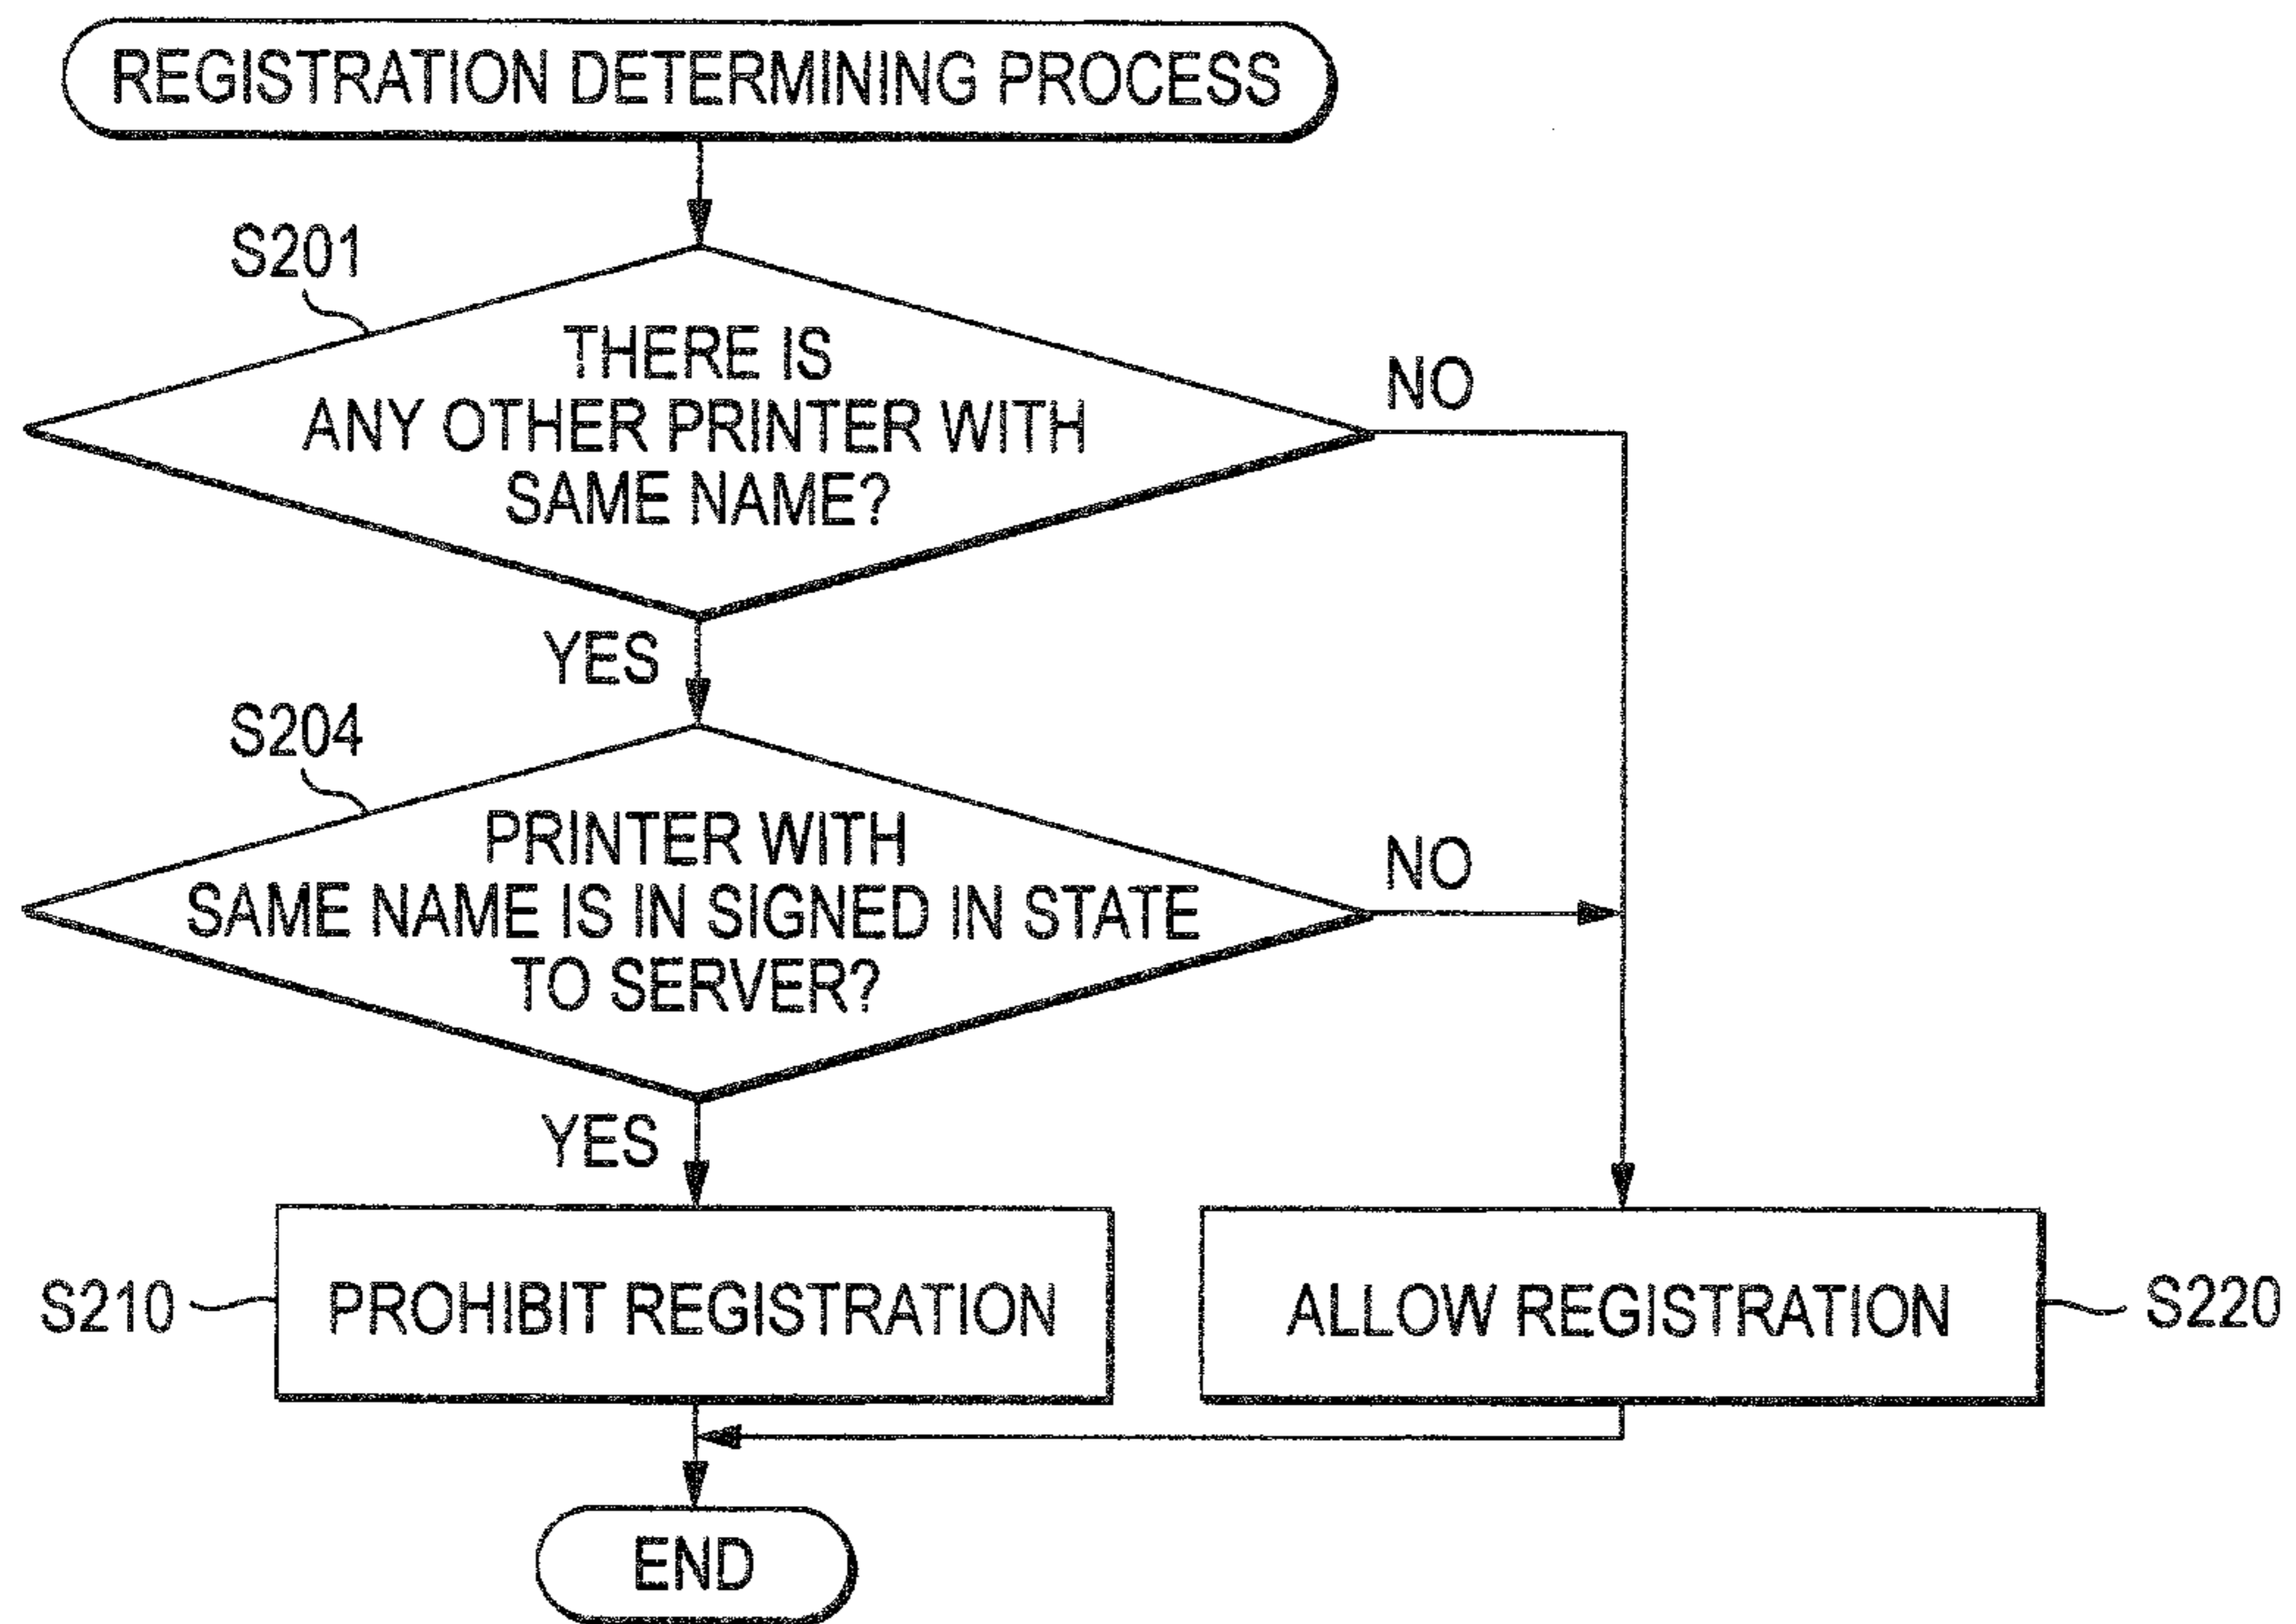 REGISTRATION DETERMINING PROCESS
S201
THERE IS
ANY OTHER PRINTER WITH
SAME NAME?
NO
YES
S204
PRINTER WITH
SAME NAME IS IN SIGNED IN STATE
TO SERVER?
NO
YES
S210
PROHIBIT REGISTRATION
ALLOW REGISTRATION
S220
END